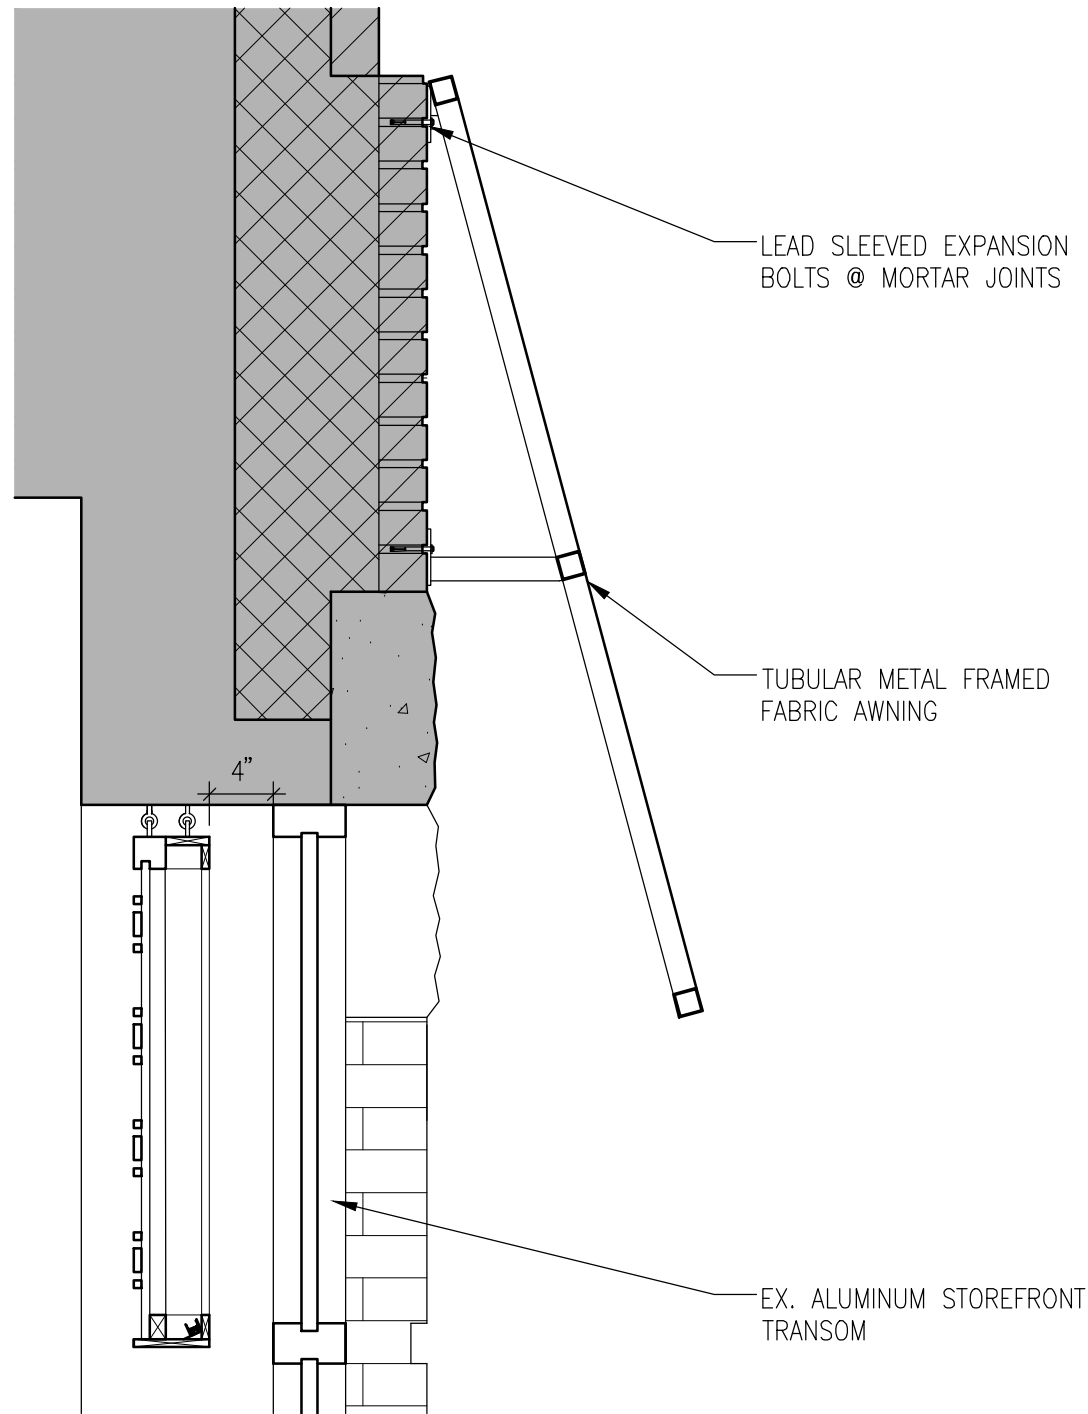 LEAD SLEEVED EXPANSION
BOLTS @ MORTAR JOINTS
TUBULAR METAL FRAMED
FABRIC AWNING
4”
EX. ALUMINUM STOREFRONT
TRANSOM